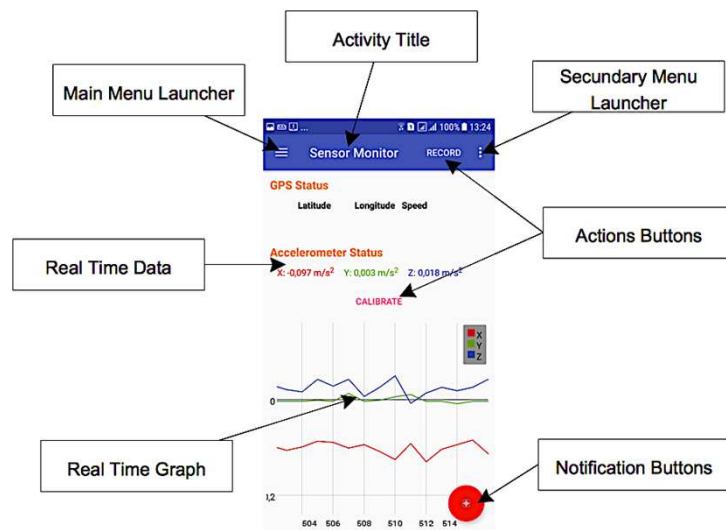 Activity Title
Main Menu Launcher
Secundary Menu
Launcher
... 100% 13:24
Sensor Monitor RECORD
GPS Status
Latitude Longitude Speed
Actions Buttons
Real Time Data
Accelerometer Status
X: -0,097 m/s² Y: 0,003 m/s² Z: 0,018 m/s²
CALIBRATE
X
Y
Z
0
Real Time Graph
Notification Buttons
1,2
504 506 508 510 512 514